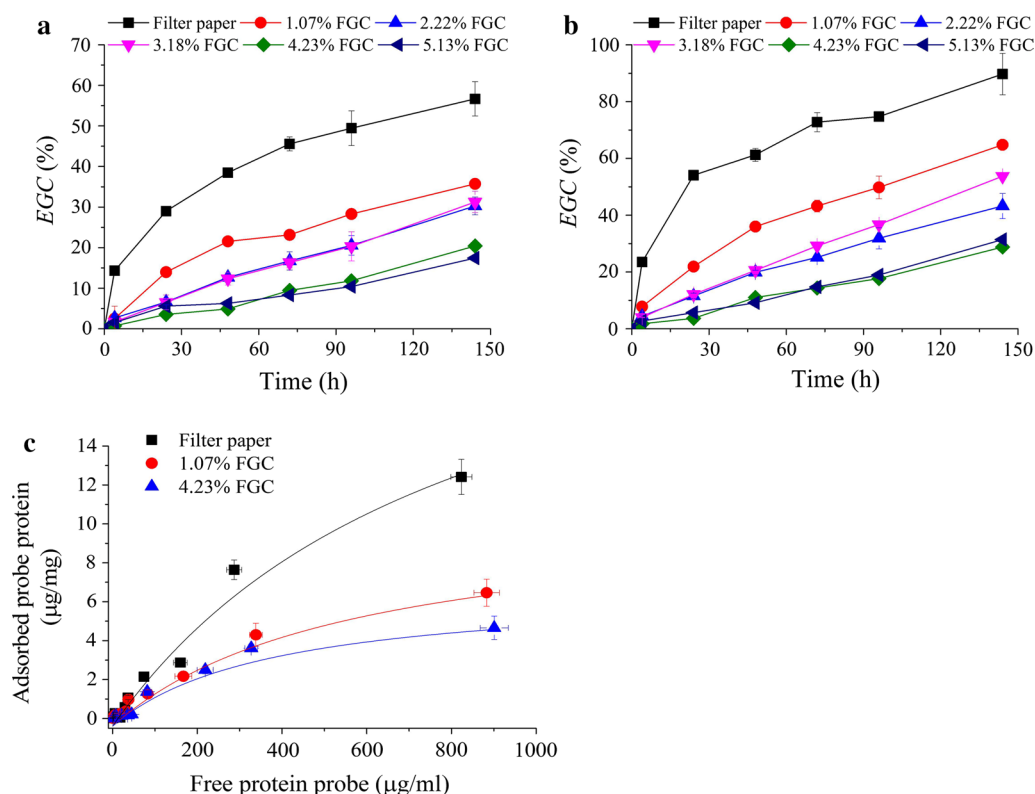 a
Filter paper 1.07% FGC 2.22% FGC
3.18% FGC 4.23% FGC 5.13% FGC
70
60
50
40
30
20
10
0
EGC (%)
0 30 60 90 120 150
Time (h)
b
Filter paper 1.07% FGC 2.22% FGC
3.18% FGC 4.23% FGC 5.13% FGC
100
80
60
40
20
0
EGC (%)
0 30 60 90 120 150
Time (h)
c
Filter paper
1.07% FGC
4.23% FGC
14
12
10
8
6
4
2
0
Adsorbed probe protein
(µg/mg)
0 200 400 600 800 1000
Free protein probe (µg/ml)